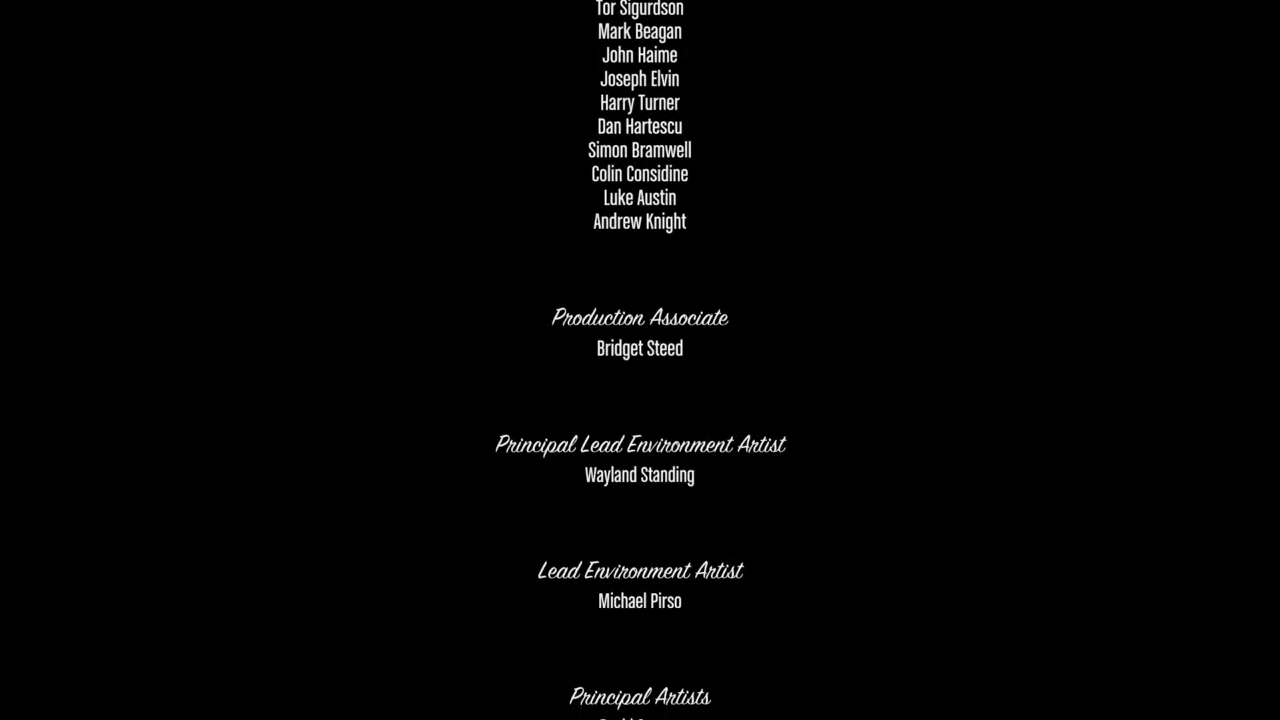 Tor Sigurdson
Mark Beagan
John Haime
Joseph Elvin
Harry Turner
Dan Hartescu
Simon Bramwell
Colin Considine
Luke Austin
Andrew Knight
Production Associate
Bridget Steed
Principal Lead Environment Artist
Wayland Standing
Lead Environment Artist
Michael Pirso
Principal Artists